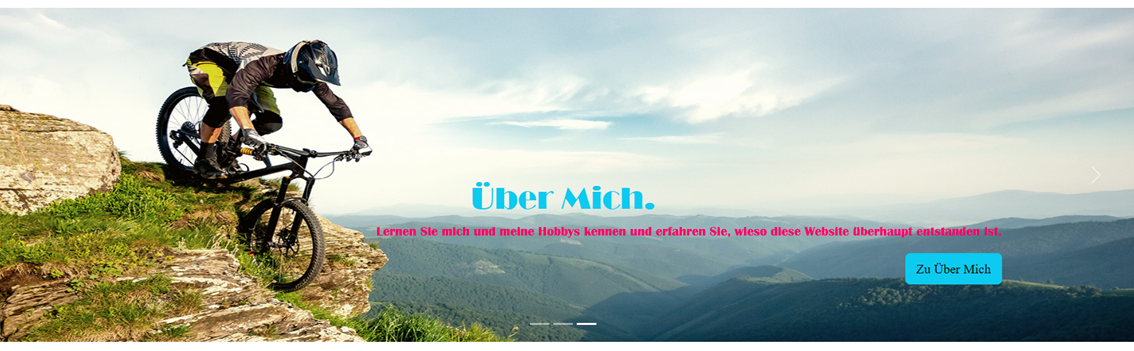 Über Mich.
Lernen Sie mich und meine Hobbys kennen und erfahren Sie, wieso diese Website überhaupt entstanden ist.
Zu Über Mich